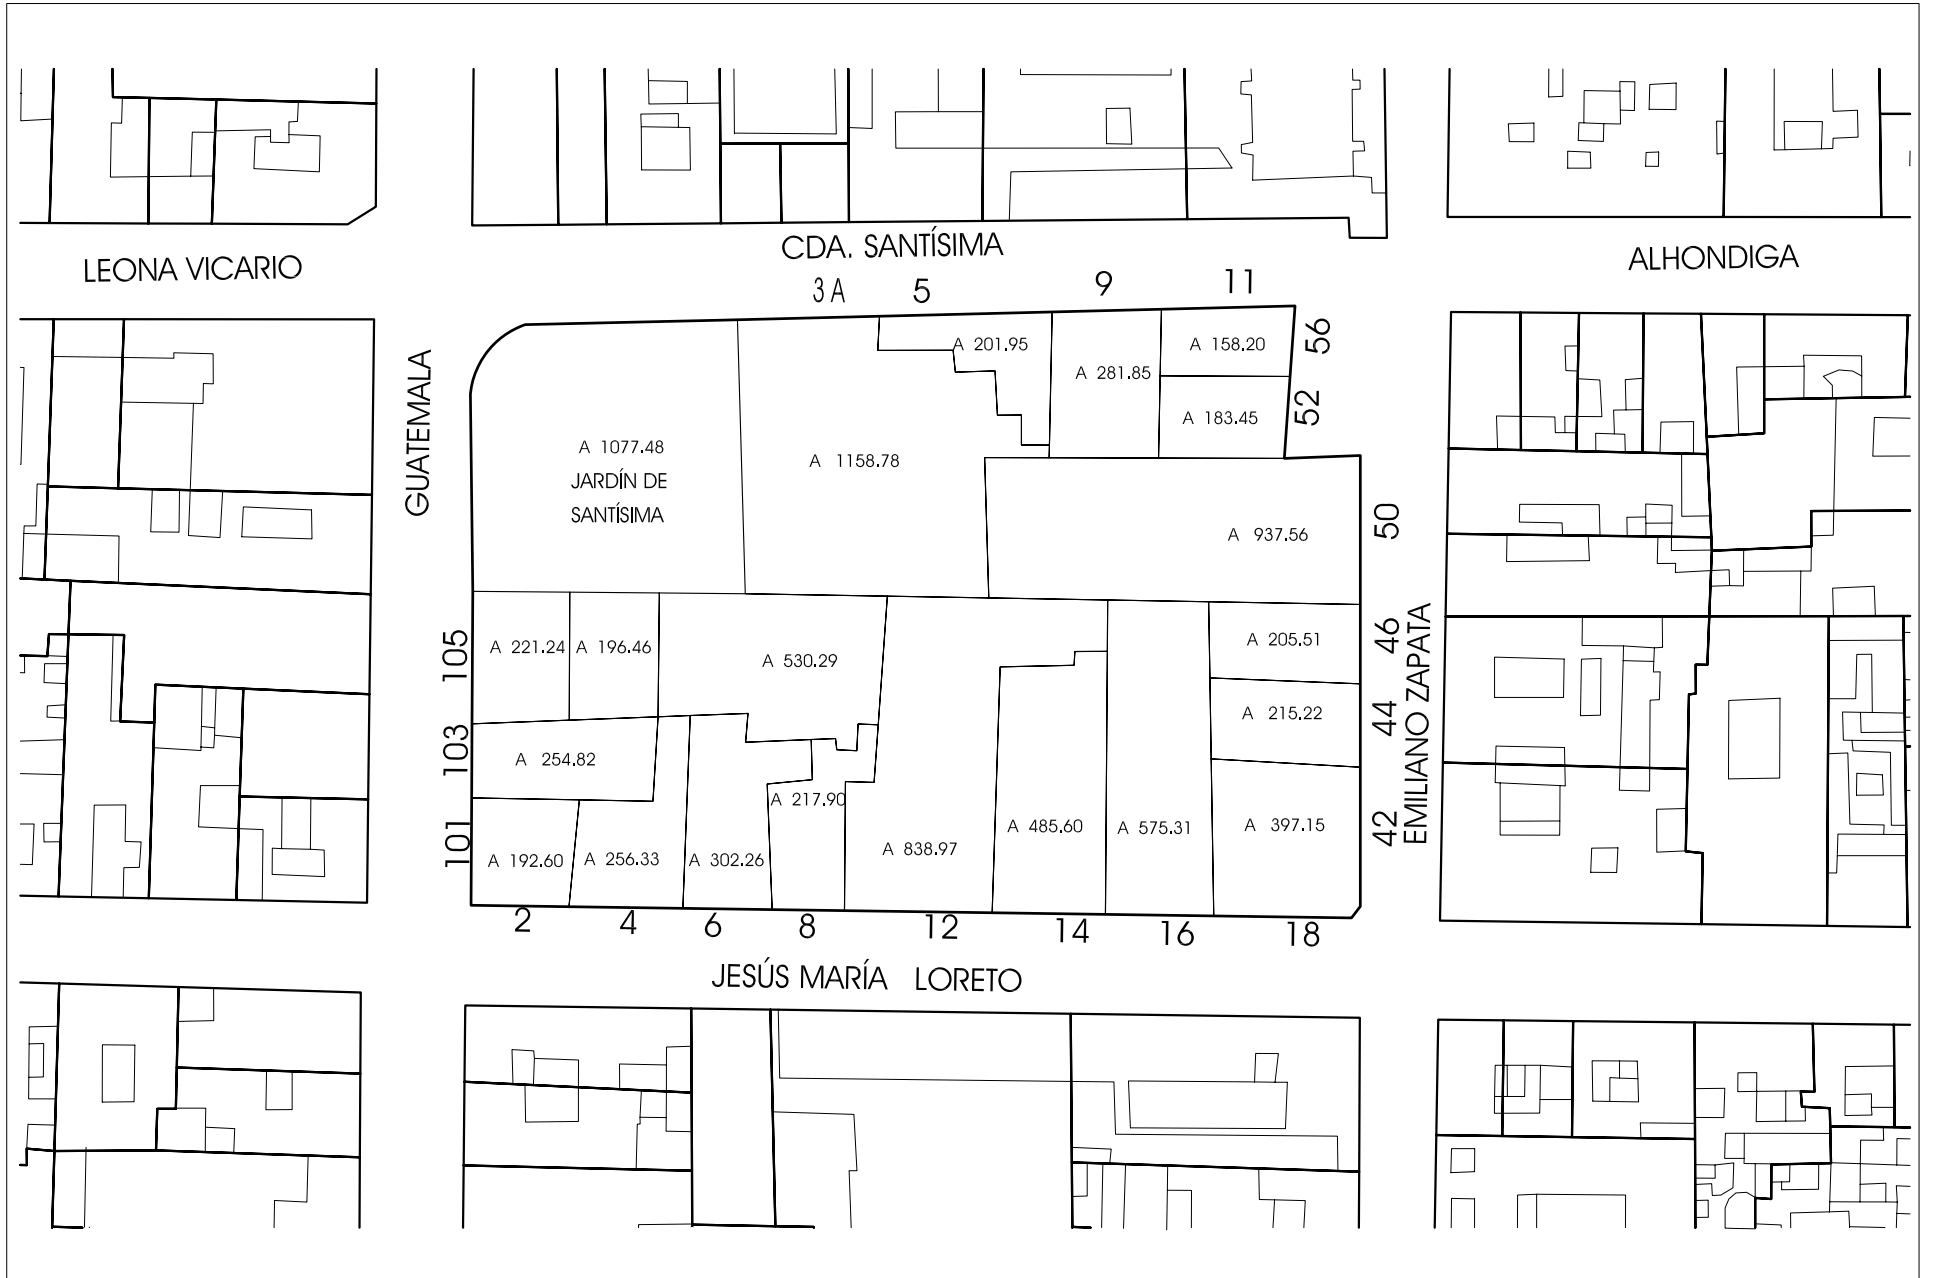 CDA. SANTÍSIMA
LEONA VICARIO
ALHONDIGA
3 A
5
9
11
GUATEMALA
56
52
50
46
44
42
EMILIANO ZAPATA
A 201.95
A 158.20
A 281.85
A 183.45
A 1077.48
JARDÍN DE
SANTÍSIMA
A 1158.78
A 937.56
105
103
101
A 221.24
A 196.46
A 530.29
A 205.51
A 215.22
A 254.82
A 217.90
A 192.60
A 256.33
A 302.26
A 838.97
A 485.60
A 575.31
A 397.15
2
4
6
8
12
14
16
18
JESÚS MARÍA LORETO